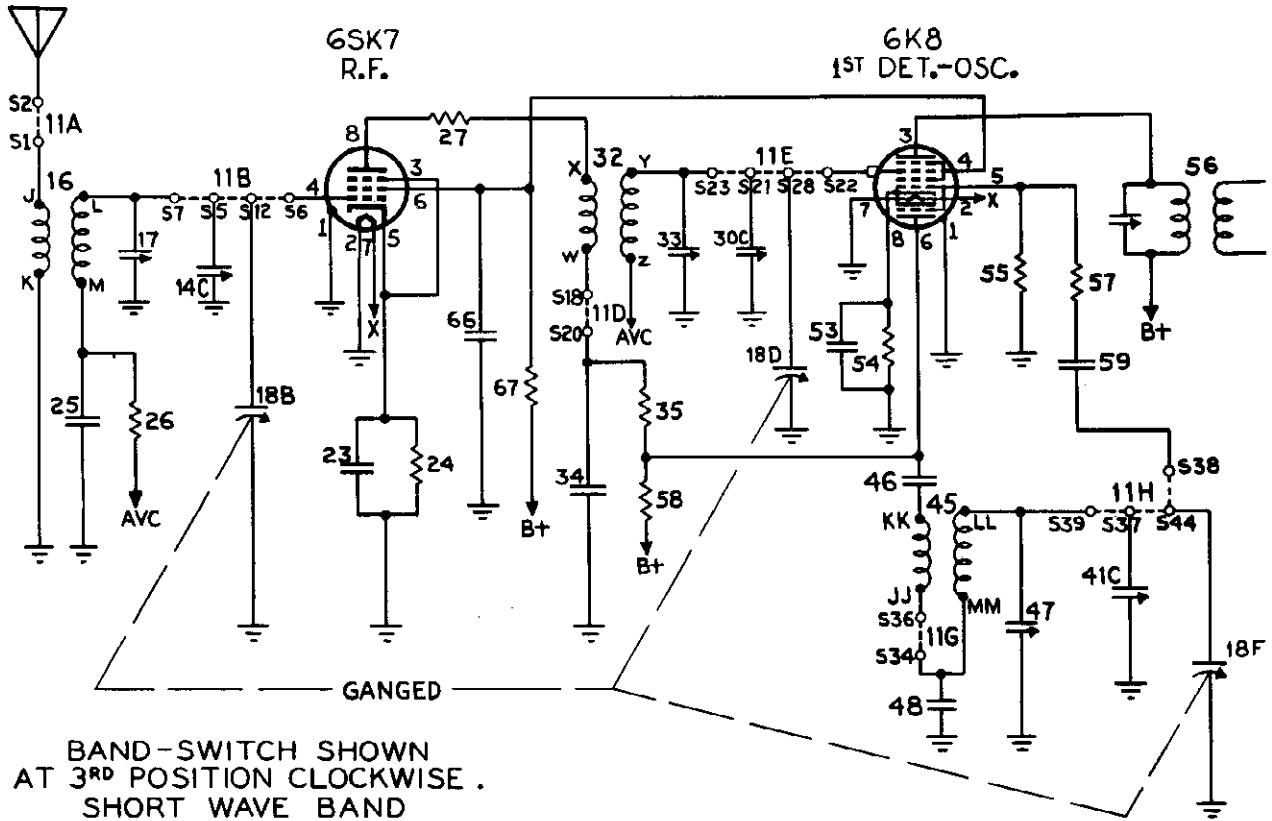 6SK7
R.F.
6K8
1ST DET.-OSC.
S2
11A
S1
J
16
L
K
M
17
S7
11B
S5
S12
S6
14C
18B
25
26
AVC
8
27
4
3
6
1
2
7
5
X
23
24
66
67
B+
X
32
Y
W
Z
S18
11D
S20
AVC
33
34
35
58
B+
S23
11E
S21
S28
S22
30C
18D
3
4
5
2
X
7
8
6
1
53
54
55
57
59
56
B+
46
45
KK
LL
JJ
MM
S36
11G
S34
48
47
S39
11H
S37
S44
S38
41C
18F
GANGED
BAND-SWITCH SHOWN
AT 3RD POSITION CLOCKWISE.
SHORT WAVE BAND